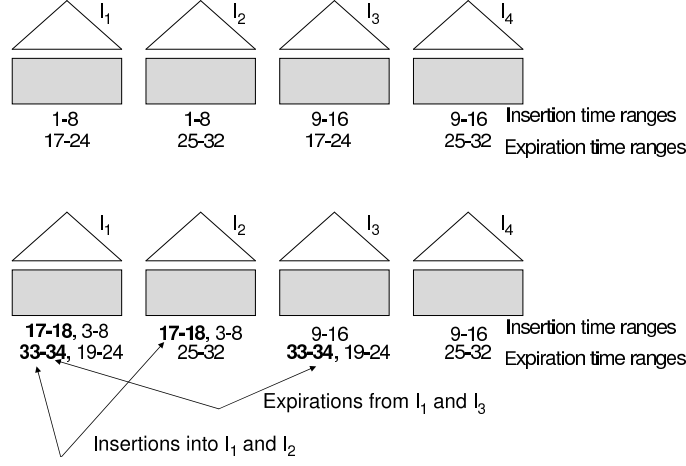 I1 I2 I3 I4
1-8 1-8 9-16 9-16 Insertion time ranges
17-24 25-32 17-24 25-32 Expiration time ranges
I1 I2 I3 I4
17-18, 3-8 17-18, 3-8 9-16 9-16 Insertion time ranges
33-34, 19-24 25-32 33-34, 19-24 25-32 Expiration time ranges
Expirations from I1 and I3
Insertions into I1 and I2